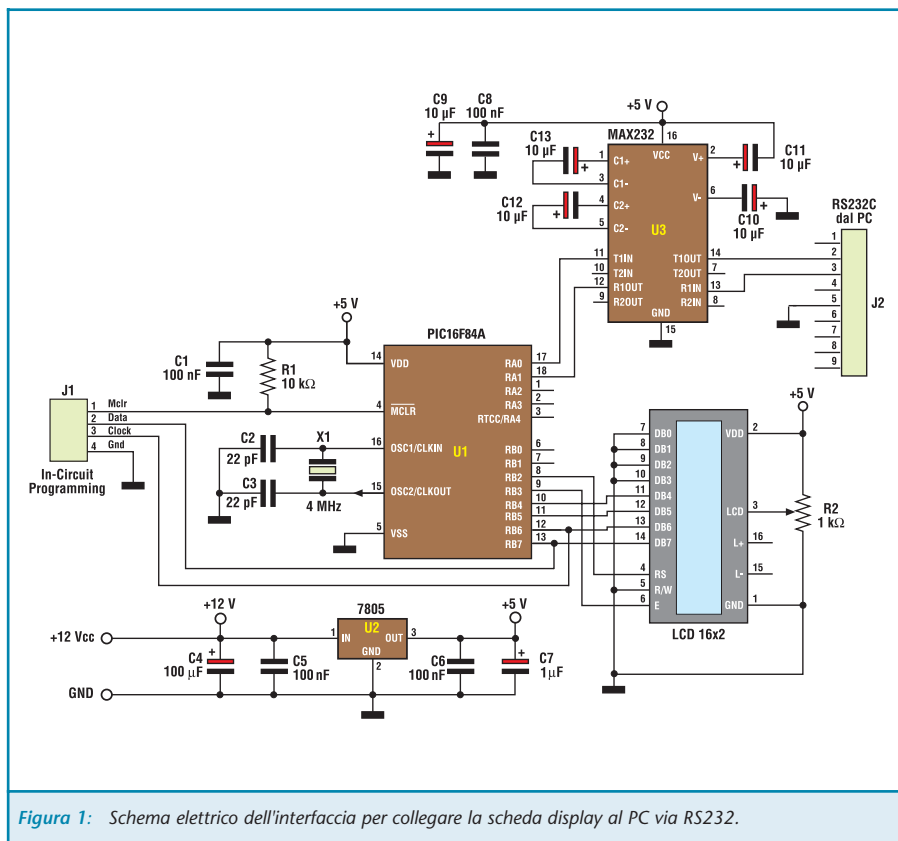 +5 V
C9
10 µF
C8
100 nF
+
MAX232
16
VCC
C13
10 µF
+
1 C1+
3 C1-
C12
10 µF
+
4 C2+
5 C2-
V+ 2
+
C11
10 µF
V- 6
+
C10
10 µF
U3
11 T1IN
10 T2IN
12 R1OUT
9 R2OUT
T1OUT 14
T2OUT 7
R1IN 13
R2IN 8
GND
15
RS232C
dal PC
1
2
3
4
5
6
7
8
9
J2
+5 V
C1
100 nF
R1
10 kΩ
PIC16F84A
14 VDD
4 MCLR
16 OSC1/CLKIN
15 OSC2/CLKOUT
5 VSS
U1
RA0 17
RA1 18
RA2 1
RA3 2
RTCC/RA4 3
RB0 6
RB1 7
RB2 8
RB3 9
RB4 10
RB5 11
RB6 12
RB7 13
J1
1 Mclr
2 Data
3 Clock
4 Gnd
In-Circuit
Programming
C2
22 pF
C3
22 pF
X1
4 MHz
7 DB0
8 DB1
9 DB2
10 DB3
11 DB4
12 DB5
13 DB6
14 DB7
4 RS
5 R/W
6 E
VDD 2
LCD 3
L+ 16
L- 15
GND 1
LCD 16x2
+5 V
R2
1 kΩ
+12 V
+12 Vcc
GND
+
C4
100 µF
C5
100 nF
7805
1 IN
U2
OUT 3
GND
2
+5 V
C6
100 nF
+
C7
1µF
Figura 1: Schema elettrico dell'interfaccia per collegare la scheda display al PC via RS232.